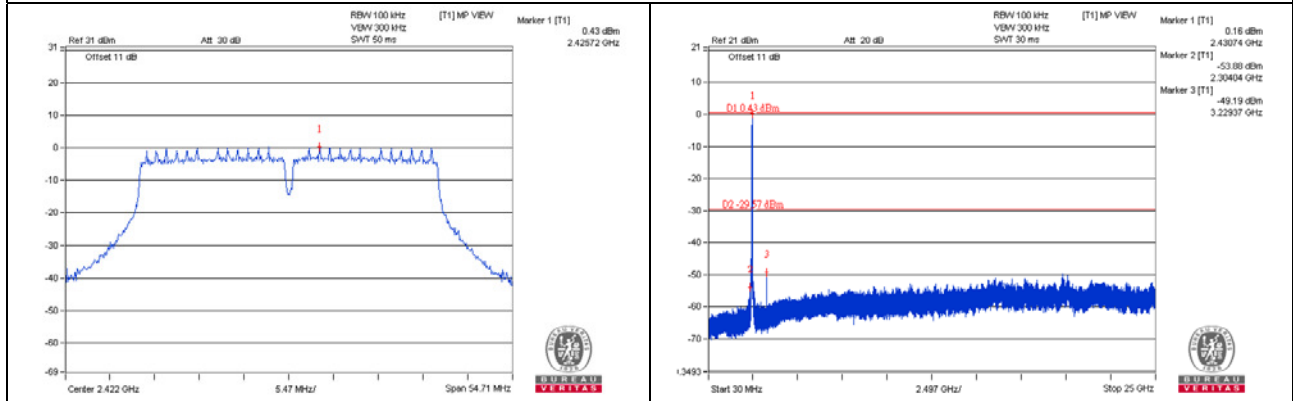 RBW 100 kHz
VBW 300 kHz
SWT 50 ms
[T1] MP VIEW
Marker 1 [T1]
0.43 dBm
2.42572 GHz
Ref 31 dBm
Att 30 dB
31
Offset 11 dB
20
10
1
0
-10
-20
-30
-40
-50
-60
-69
Center 2.422 GHz
5.47 MHz/
Span 54.71 MHz
BUREAU VERITAS
1828
BUREAU
VERITAS
RBW 100 kHz
VBW 300 kHz
SWT 30 ms
[T1] MP VIEW
Marker 1 [T1]
0.16 dBm
2.43074 GHz
Marker 2 [T1]
-53.88 dBm
2.30404 GHz
Marker 3 [T1]
-49.19 dBm
3.22937 GHz
Ref 21 dBm
Att 20 dB
21
Offset 11 dB
10
1
D1 0.43 dBm
0
-10
-20
D2 -29.57 dBm
-30
-40
3
2
-50
-60
-70
.3493
Start 30 MHz
2.497 GHz/
Stop 25 GHz
BUREAU VERITAS
1828
BUREAU
VERITAS